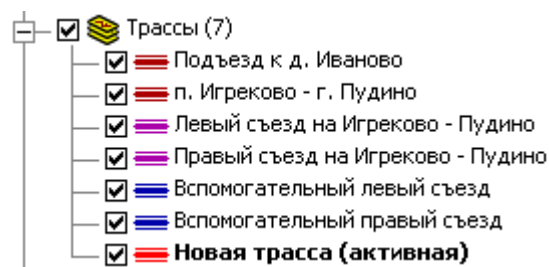 Трассы (7)
Подъезд к д. Иваново
п. Игреково - г. Пудино
Левый съезд на Игреково - Пудино
Правый съезд на Игреково - Пудино
Вспомогательный левый съезд
Вспомогательный правый съезд
Новая трасса (активная)